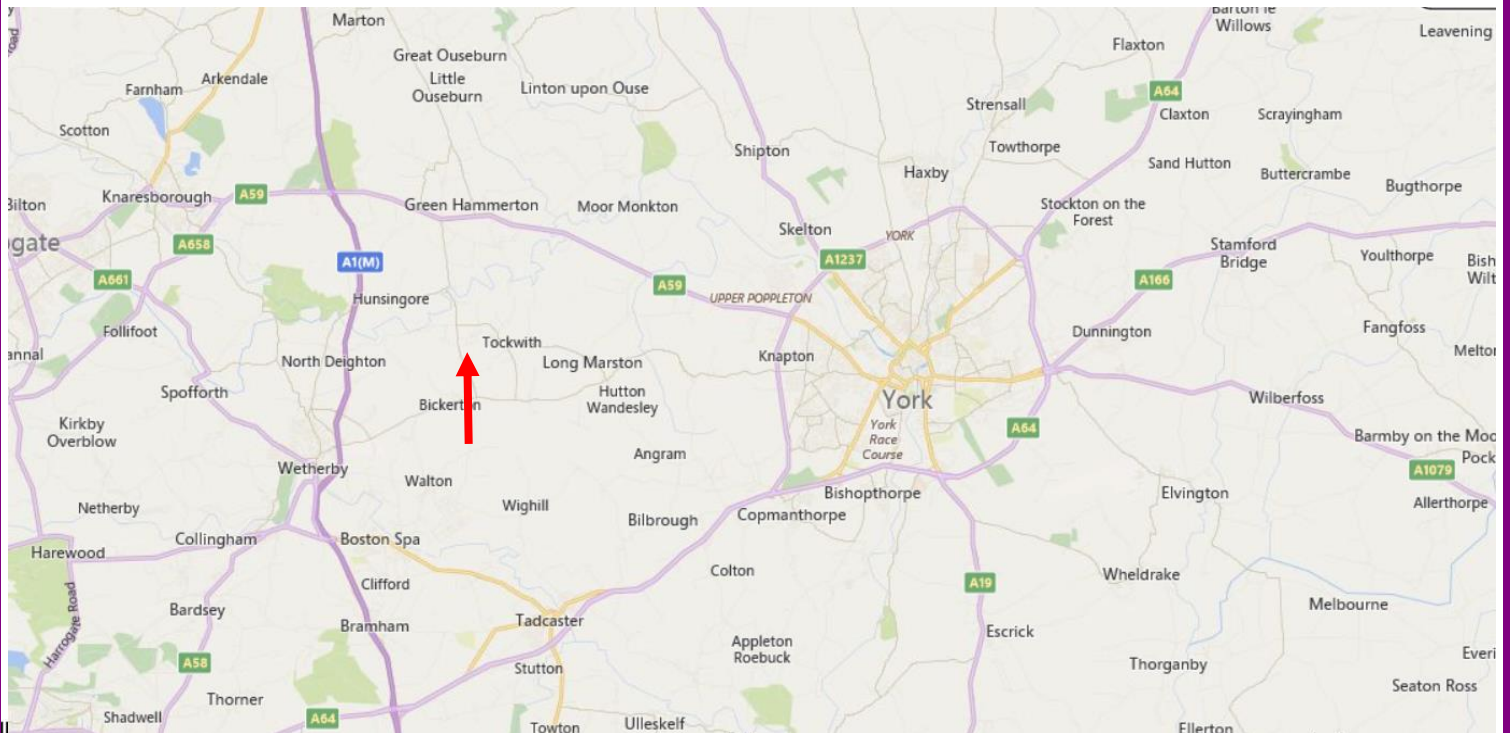 Marton
Barton le
Willows
Leavening
Road
Great Ouseburn
Flaxton
Farnham
Arkendale
Little
Ouseburn
Linton upon Ouse
A64
Strensall
Claxton
Scrayingham
Scotton
Shipton
Towthorpe
Sand Hutton
Haxby
Buttercrambe
Bugthorpe
Knaresborough
A59
Bilton
Green Hammerton
Moor Monkton
Stockton on the
Forest
Skelton
YORK
ogate
A658
Stamford
Bridge
Youlthorpe
Bish
Wilt
A1(M)
A1237
A661
A59
A166
Hunsingore
UPPER POPPLETON
Follifoot
Tockwith
Dunnington
Fangfoss
annal
North Deighton
Long Marston
Knapton
Melton
Spofforth
Bickerton
Hutton
Wandesley
York
Wilberfoss
Kirkby
Overblow
York
Race
Course
A64
Barmby on the Moo
Pock
Angram
Wetherby
A1079
Walton
Bishopthorpe
Elvington
Netherby
Wighill
Bilbrough
Copmanthorpe
Allerthorpe
Harewood
Collingham
Boston Spa
Colton
A19
Wheldrake
Clifford
Harrogate Road
Bardsey
Bramham
Tadcaster
Melbourne
Appleton
Roebuck
Escrick
A58
Stutton
Thorganby
Everi
Thorner
Seaton Ross
Shadwell
A64
Towton
Ulleskelf
Ellerton